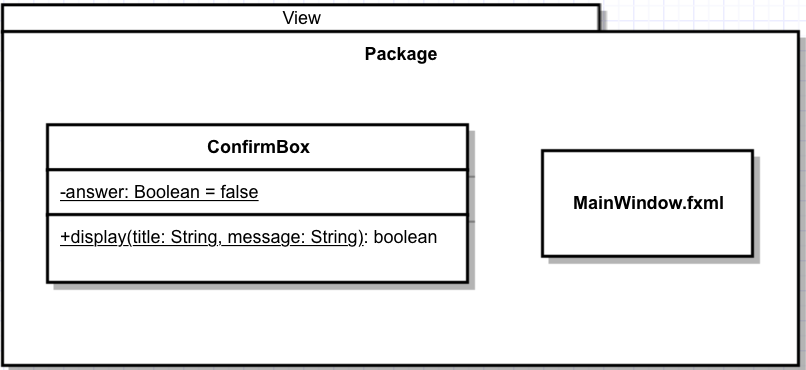 View
Package
ConfirmBox
-answer: Boolean = false
+display(title: String, message: String): boolean
MainWindow.fxml